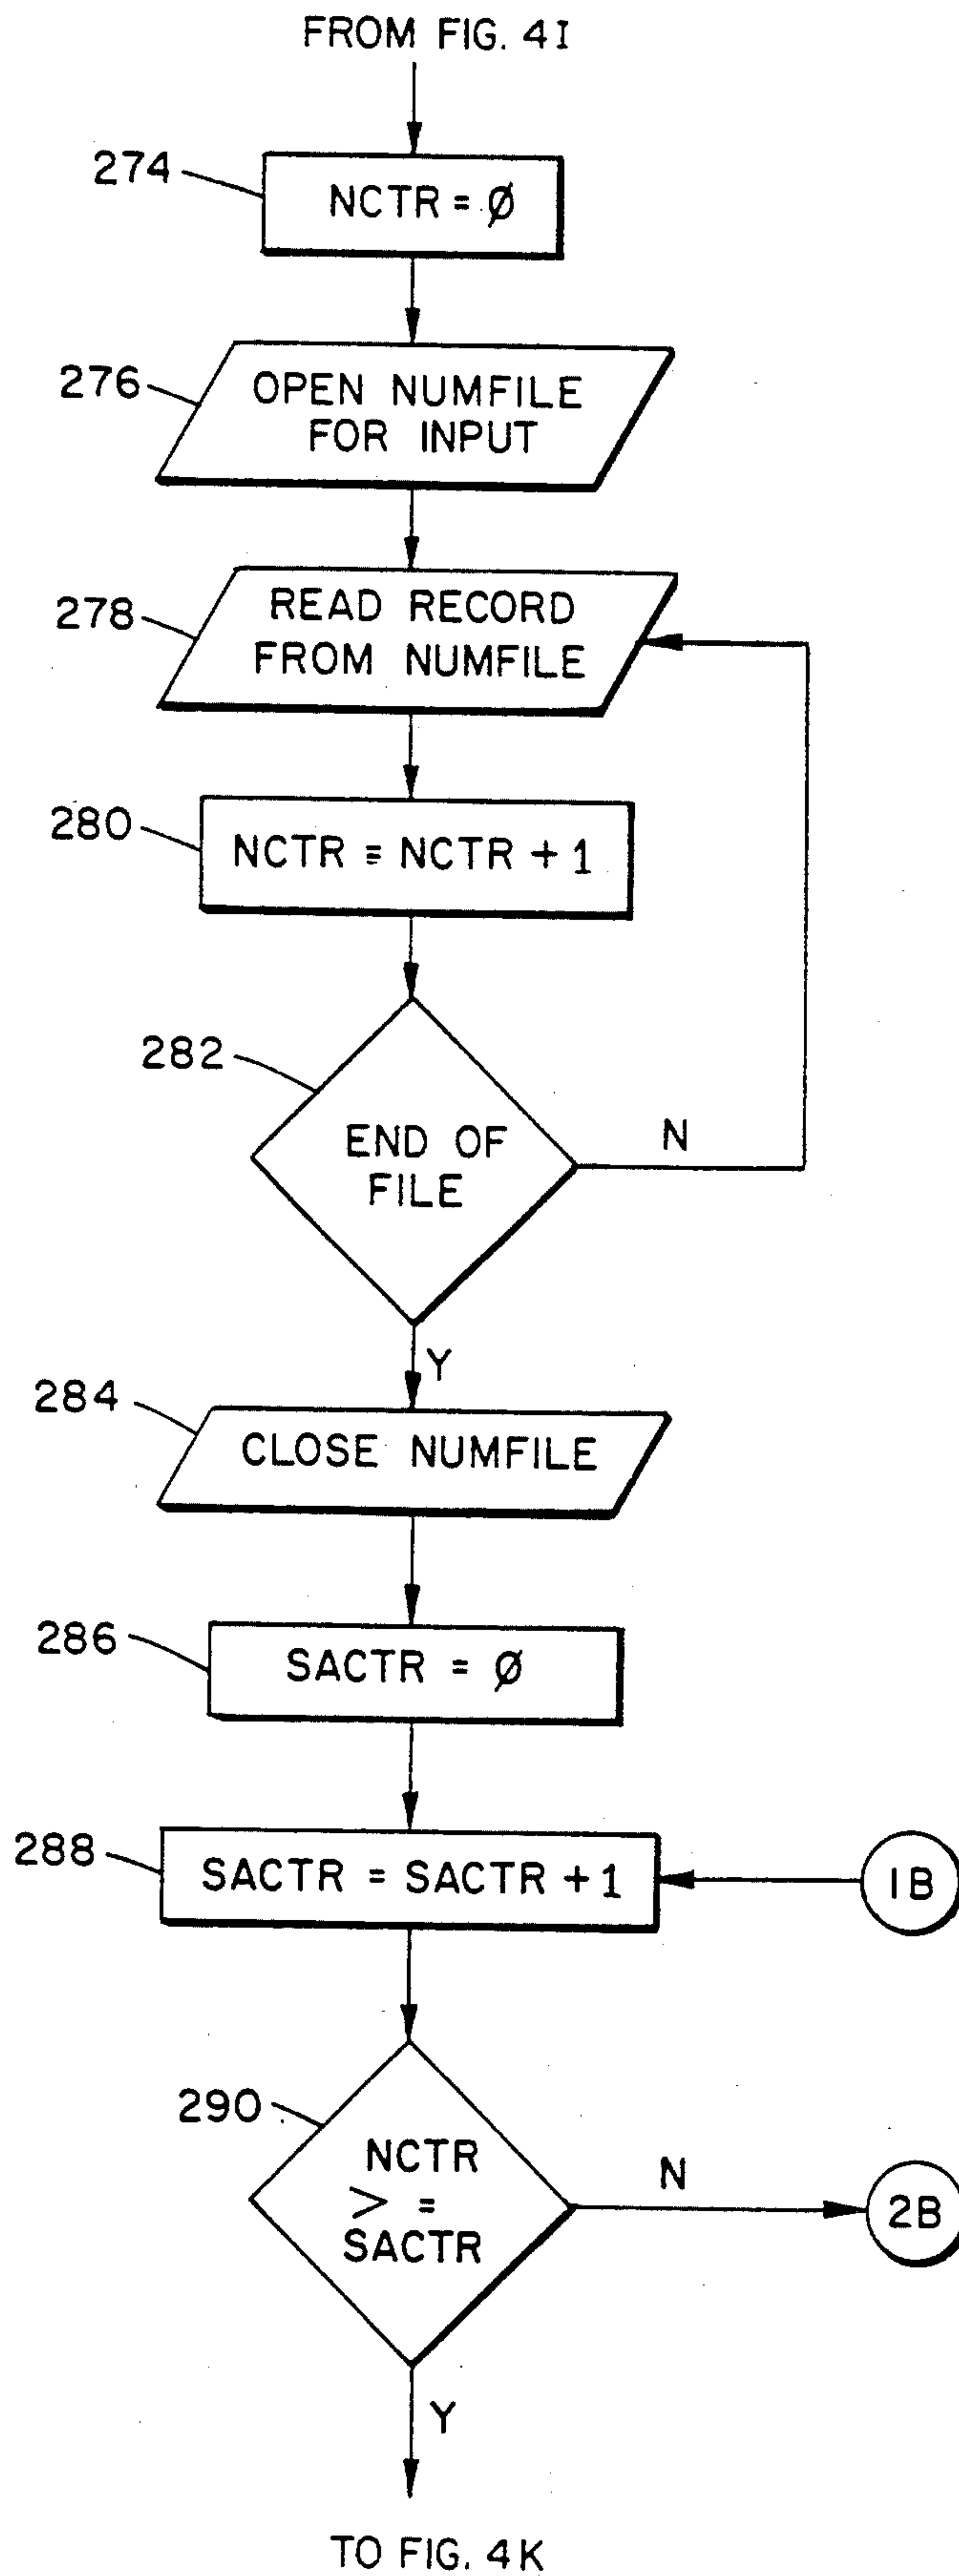 FROM FIG. 4I
274
NCTR = Ø
276
OPEN NUMFILE
FOR INPUT
278
READ RECORD
FROM NUMFILE
280
NCTR = NCTR + 1
282
END OF
FILE
N
Y
284
CLOSE NUMFILE
286
SACTR = Ø
288
SACTR = SACTR + 1
1B
290
NCTR
> =
SACTR
N
2B
Y
TO FIG. 4K